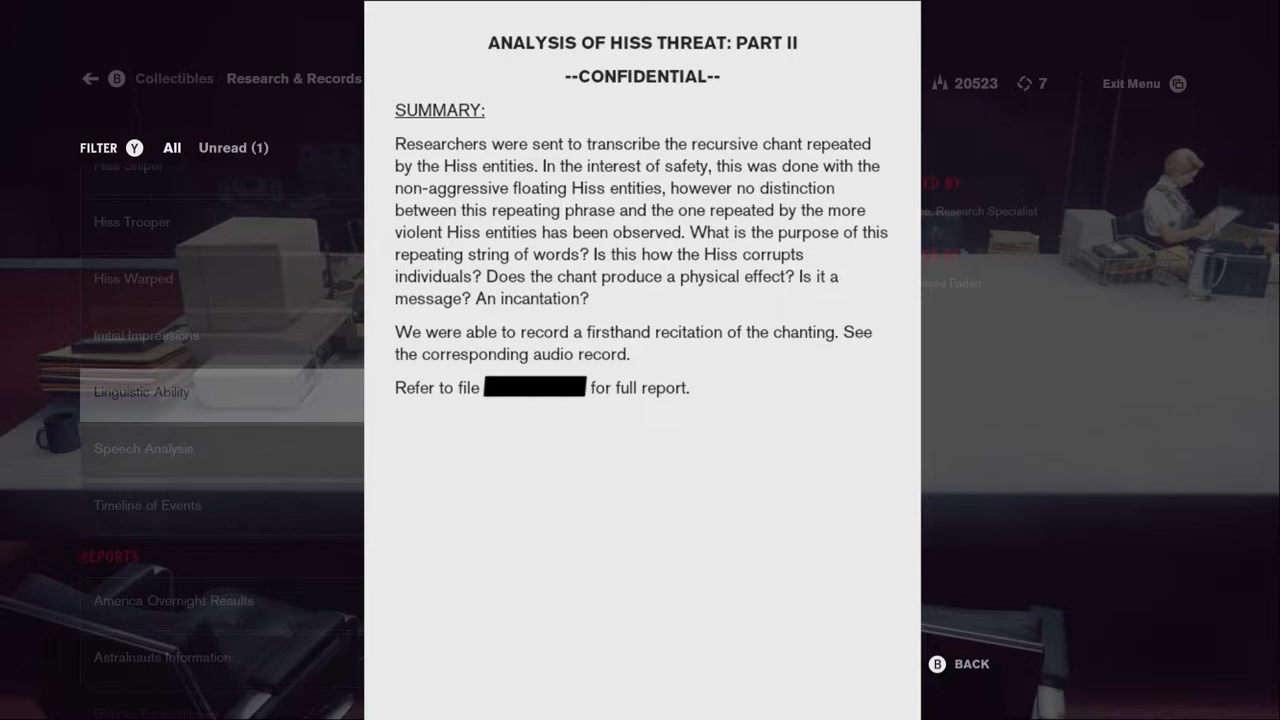 ANALYSIS OF HISS THREAT: PART II
--CONFIDENTIAL--
B Collectibles Research & Records
20523 7 Exit Menu
SUMMARY:
FILTER Y All Unread (1)
Researchers were sent to transcribe the recursive chant repeated
by the Hiss entities. In the interest of safety, this was done with the
non-aggressive floating Hiss entities, however no distinction
between this repeating phrase and the one repeated by the more
violent Hiss entities has been observed. What is the purpose of this
repeating string of words? Is this how the Hiss corrupts
individuals? Does the chant produce a physical effect? Is it a
message? An incantation?
We were able to record a firsthand recitation of the chanting. See
the corresponding audio record.
Refer to file for full report.
Hiss Sniper
Hiss Trooper
Hiss Warped
Initial Impressions
Linguistic Ability
Speech Analysis
Timeline of Events
REPORTS
America Overnight Results
Astralnauts Information
ED BY
Research Specialist
Faden
B BACK